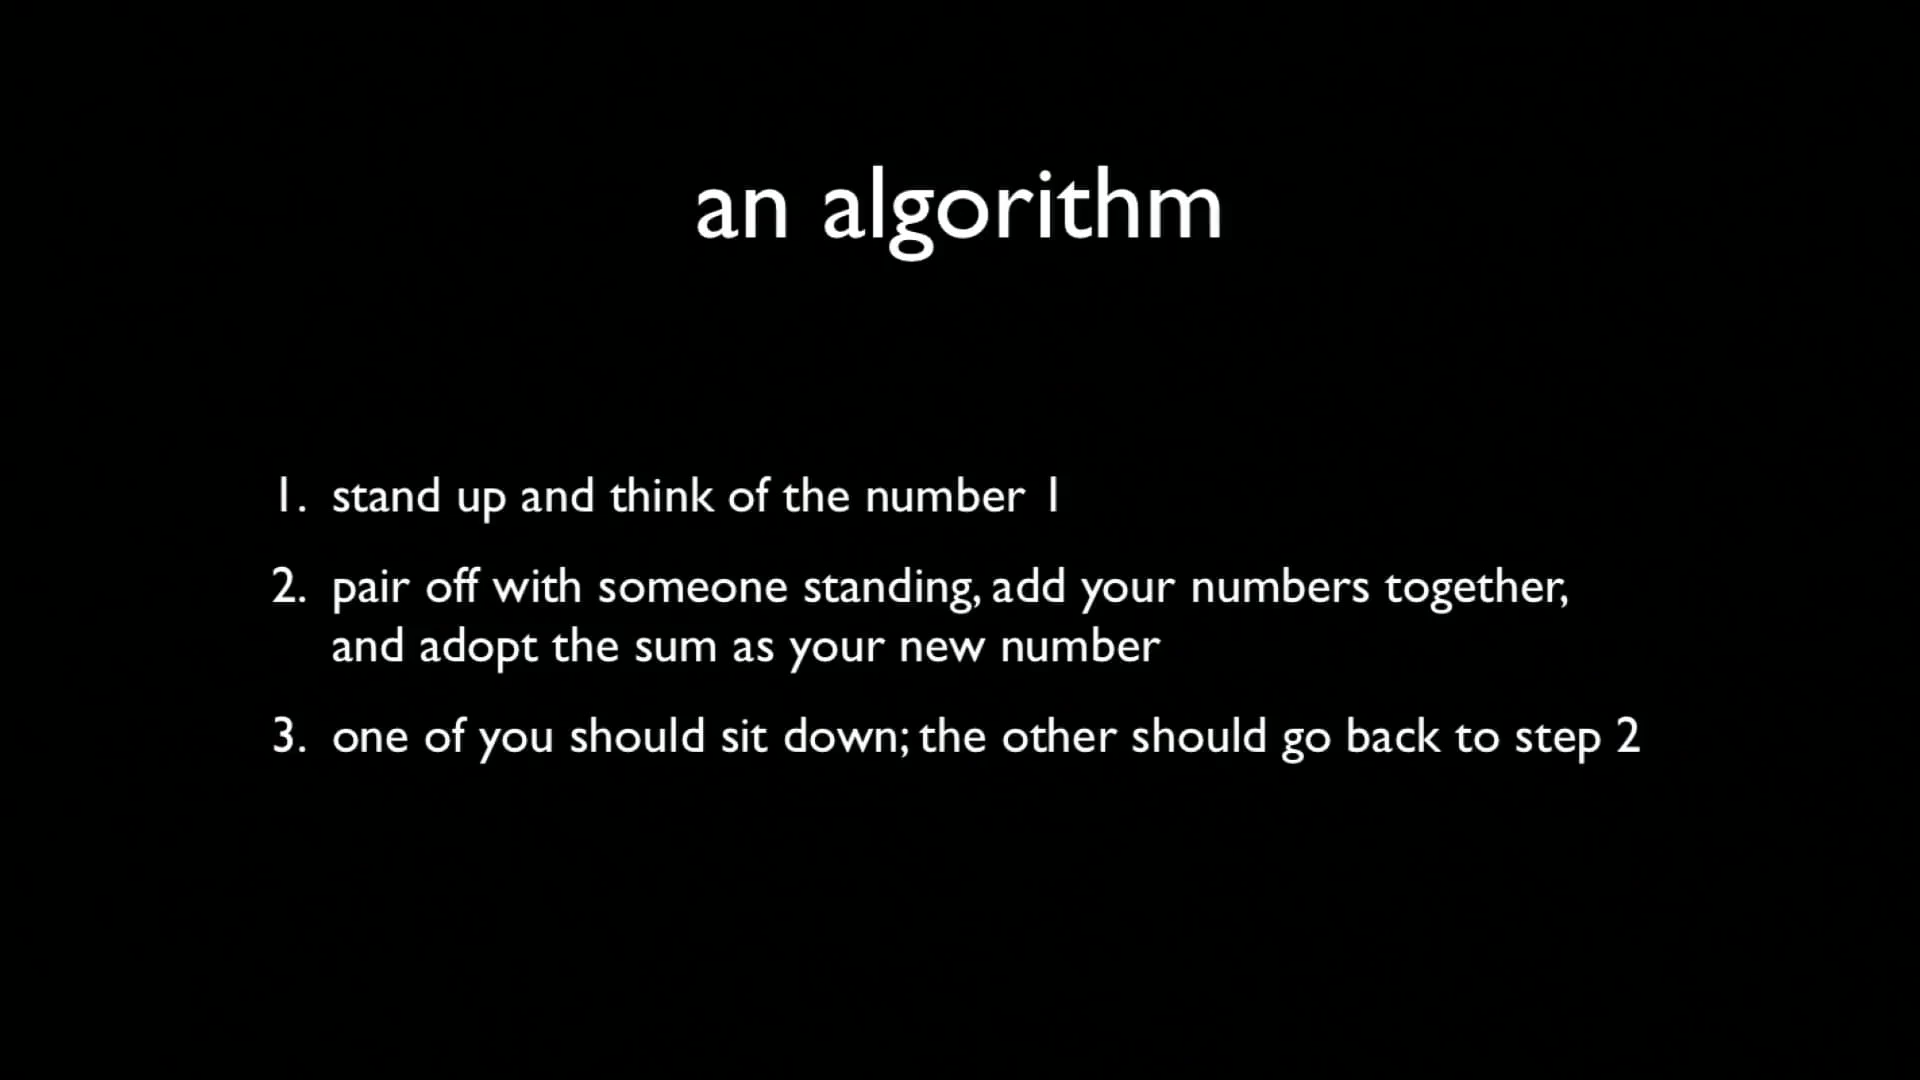 an algorithm
1. stand up and think of the number 1
2. pair off with someone standing, add your numbers together,
and adopt the sum as your new number
3. one of you should sit down; the other should go back to step 2